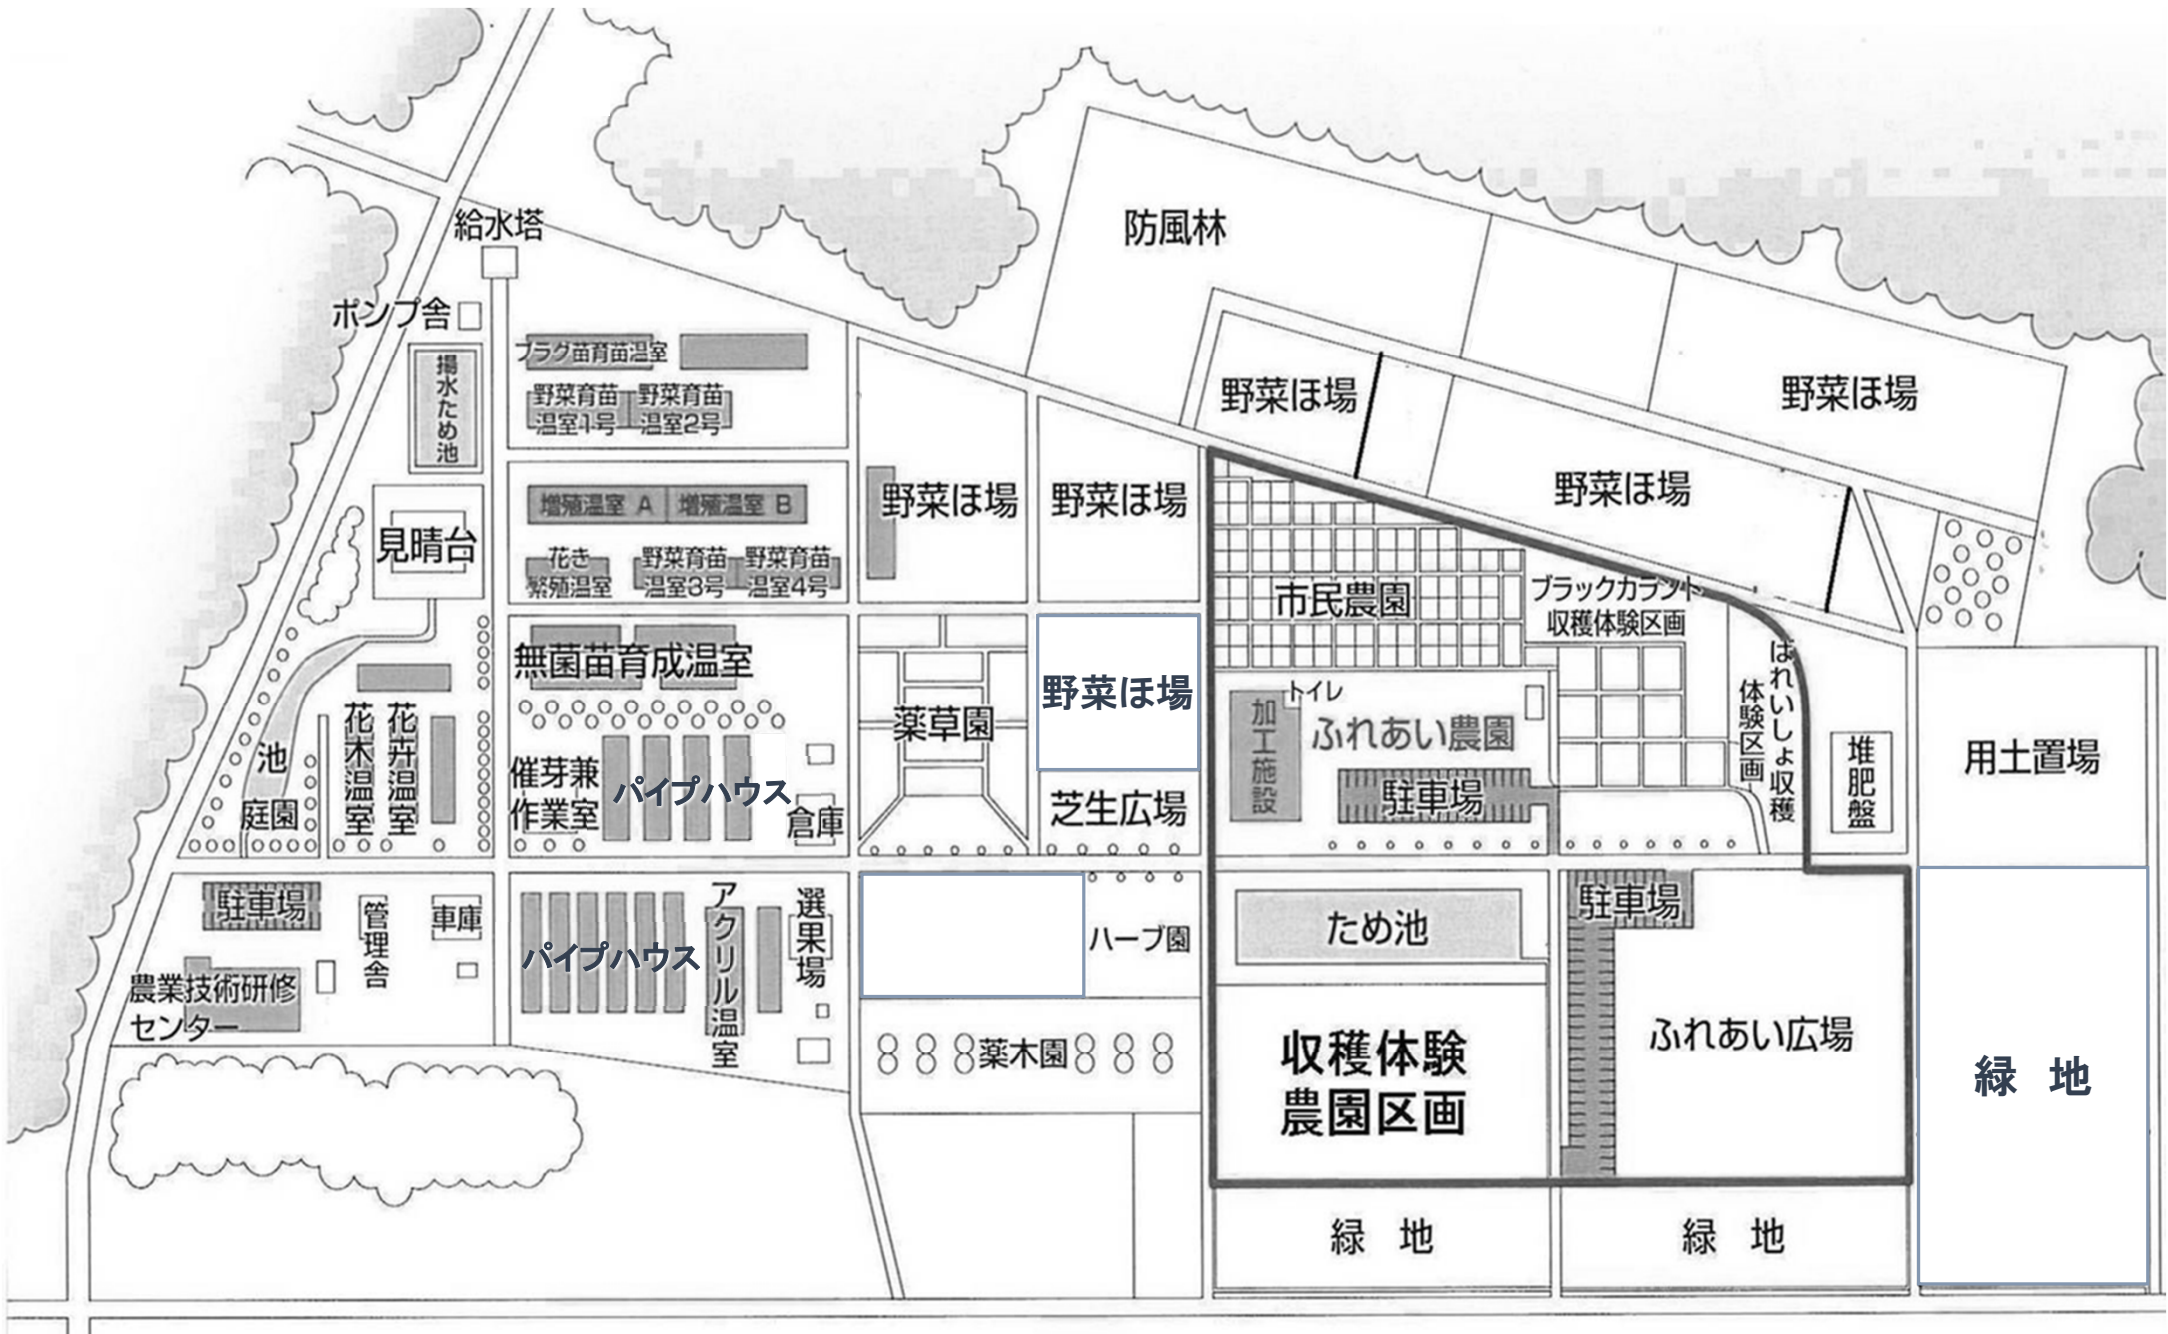 給水塔
防風林
ポンプ舎
揚水ため池
プラグ苗育苗温室
野菜育苗
温室1号
野菜育苗
温室2号
野菜ほ場
野菜ほ場
野菜ほ場
野菜ほ場
野菜ほ場
見晴台
増殖温室 A
増殖温室 B
花き
繁殖温室
野菜育苗
温室3号
野菜育苗
温室4号
市民農園
ブラックカラント
収穫体験区画
ばれいしょ収穫
体験区画
無菌苗育成温室
野菜ほ場
薬草園
トイレ
加工施設
ふれあい農園
駐車場
堆肥盤
用土置場
池
庭園
花木温室
花卉温室
催芽兼
作業室
パイプハウス
倉庫
芝生広場
駐車場
管理舎
車庫
農業技術研修
センター
パイプハウス
アクリル温室
選果場
ハーブ園
薬木園
ため池
駐車場
収穫体験
農園区画
ふれあい広場
緑 地
緑 地
緑 地